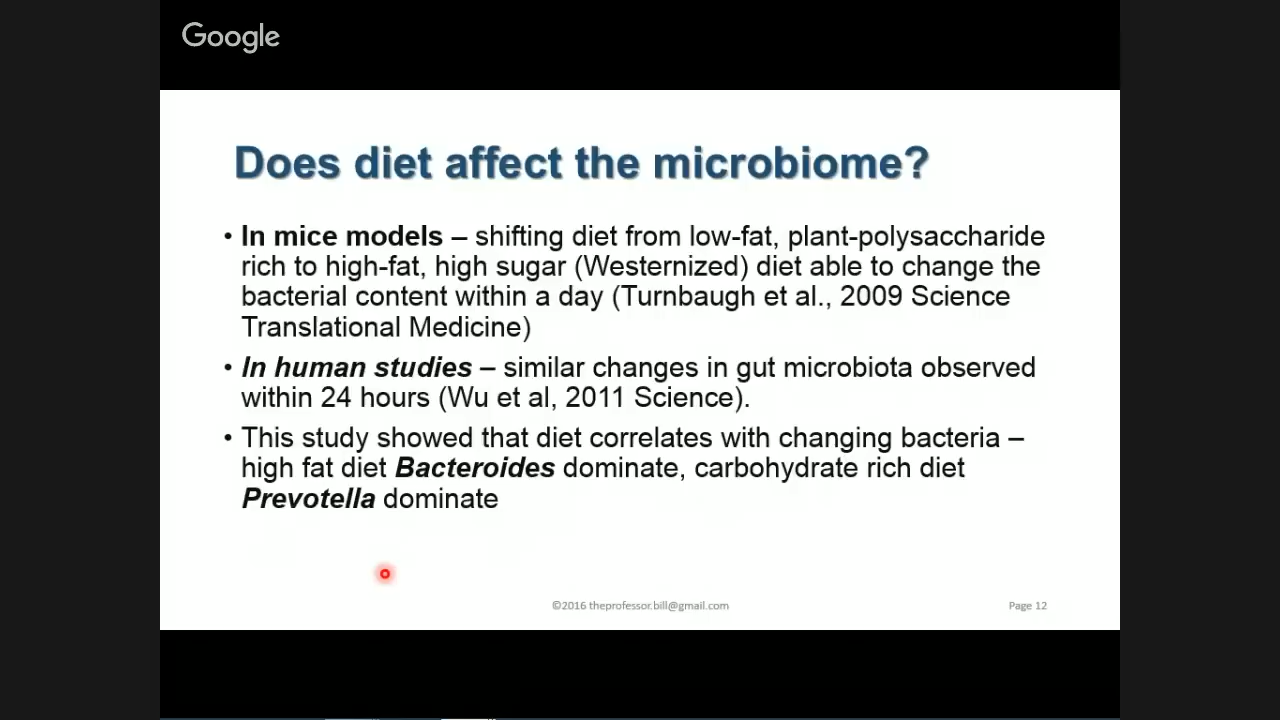 Google
Does diet affect the microbiome?
• In mice models – shifting diet from low-fat, plant-polysaccharide
rich to high-fat, high sugar (Westernized) diet able to change the
bacterial content within a day (Turnbaugh et al., 2009 Science
Translational Medicine)
• In human studies – similar changes in gut microbiota observed
within 24 hours (Wu et al, 2011 Science).
• This study showed that diet correlates with changing bacteria –
high fat diet Bacteroides dominate, carbohydrate rich diet
Prevotella dominate
©2016 theprofessor.bill@gmail.com
Page 12